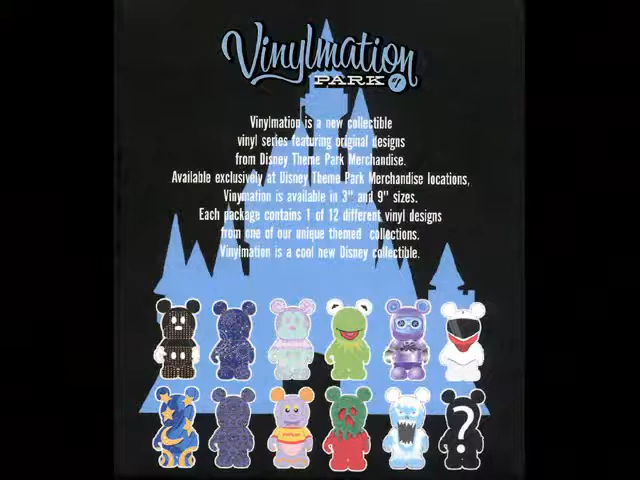 Vinylmation
PARK #1
Vinylmation is a new collectible
vinyl series featuring original designs
from Disney Theme Park Merchandise.
Available exclusively at Disney Theme Park Merchandise locations,
Vinylmation is available in 3" and 9" sizes.
Each package contains 1 of 12 different vinyl designs
from one of our unique themed collections.
Vinylmation is a cool new Disney collectible.
?